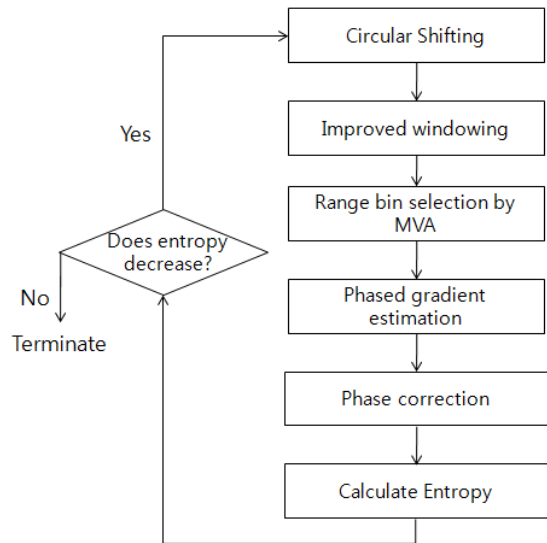 Circular Shifting
Improved windowing
Range bin selection by
MVA
Phased gradient
estimation
Phase correction
Calculate Entropy
Does entropy
decrease?
Yes
No
Terminate